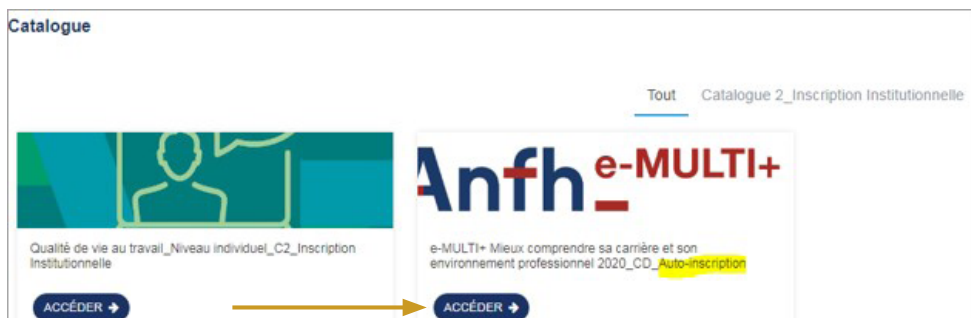 Catalogue
Tout Catalogue 2_Inscription Institutionnelle
Anfh e-MULTI+
Qualité de vie au travail_Niveau individuel_C2_Inscription
Institutionnelle
ACCÉDER →
e-MULTI+ Mieux comprendre sa carrière et son
environnement professionnel 2020_CD_Auto-inscription
ACCÉDER →